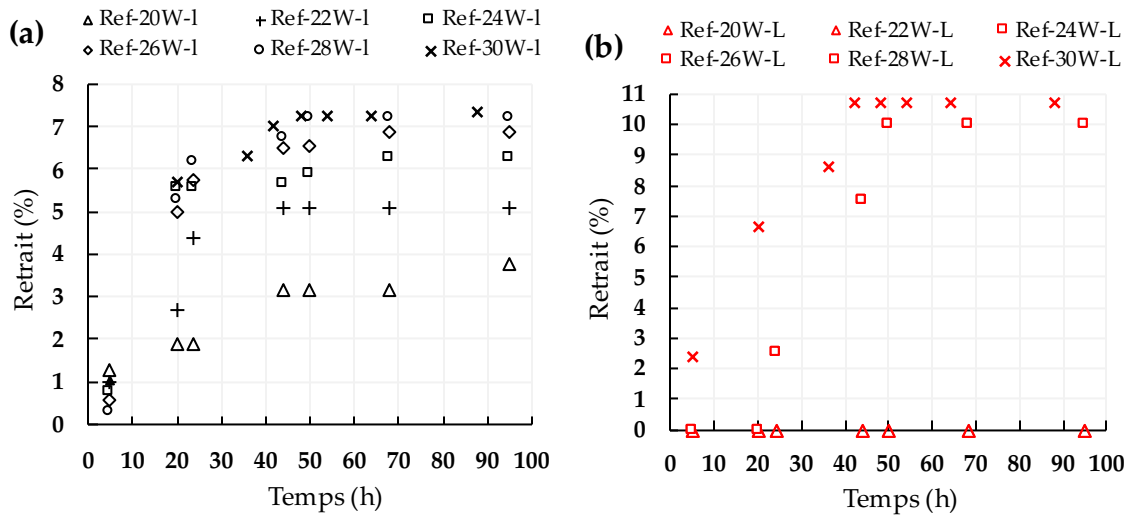 (a)
Ref-20W-l Ref-22W-l Ref-24W-l
Ref-26W-l Ref-28W-l Ref-30W-l
Retrait (%)
8
7
6
5
4
3
2
1
0
0 10 20 30 40 50 60 70 80 90 100
Temps (h)
(b)
Ref-20W-L Ref-22W-L Ref-24W-L
Ref-26W-L Ref-28W-L Ref-30W-L
Retrait (%)
11
10
9
8
7
6
5
4
3
2
1
0
0 10 20 30 40 50 60 70 80 90 100
Temps (h)